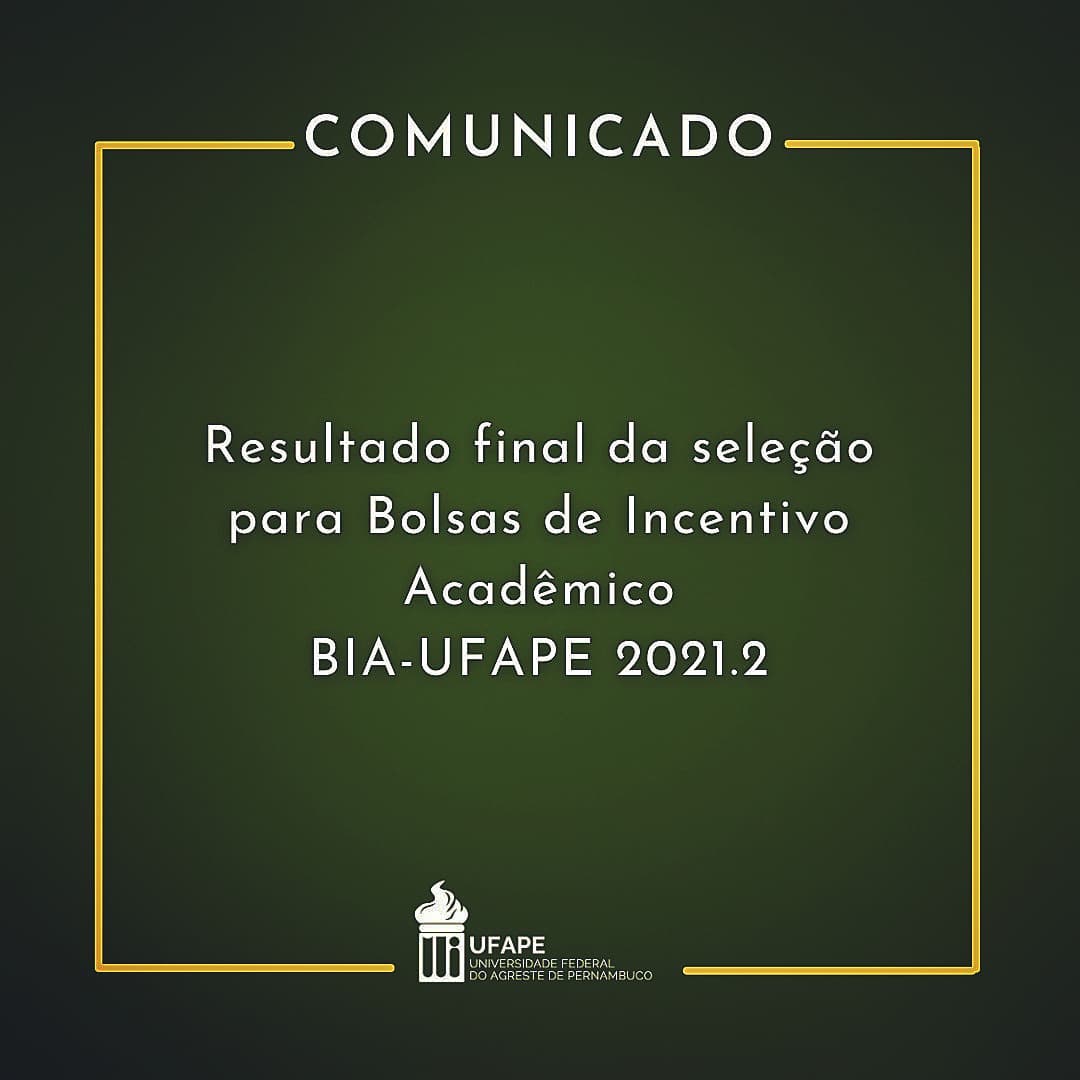 COMUNICADO
Resultado final da seleção
para Bolsas de Incentivo
Acadêmico
BIA-UFAPE 2021.2
UFAPE
UNIVERSIDADE FEDERAL
DO AGRESTE DE PERNAMBUCO